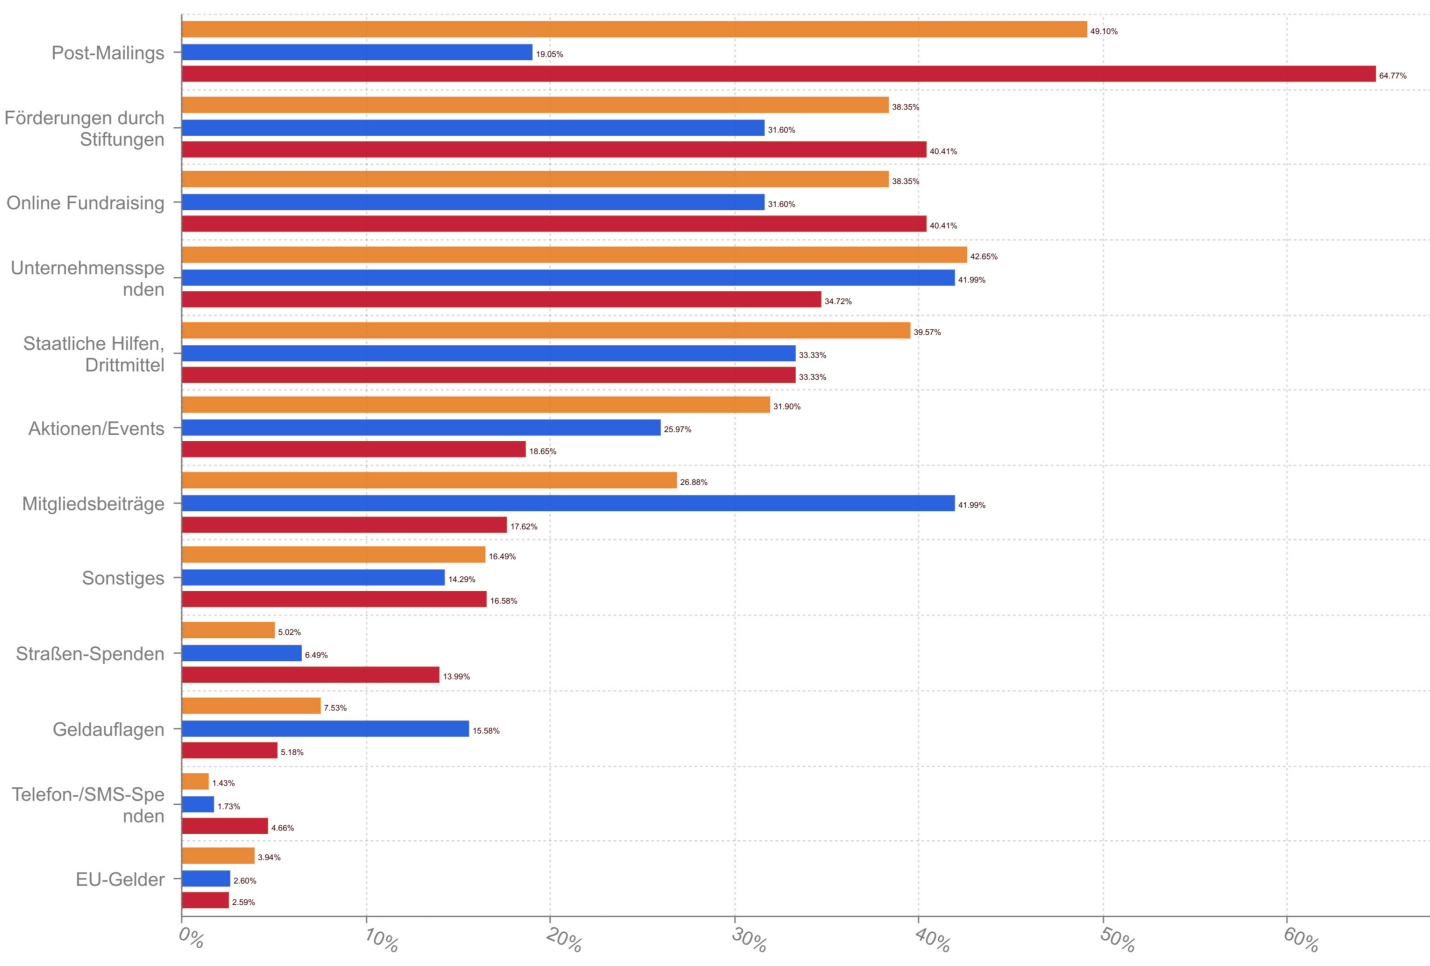 49.10%
Post-Mailings
19.05%
64.77%
38.35%
Förderungen durch
Stiftungen
31.60%
40.41%
38.35%
Online Fundraising
31.60%
40.41%
42.65%
Unternehmensspe
nden
41.99%
34.72%
39.57%
Staatliche Hilfen,
Drittmittel
33.33%
33.33%
31.90%
Aktionen/Events
25.97%
18.65%
26.88%
Mitgliedsbeiträge
41.99%
17.62%
16.49%
Sonstiges
14.29%
16.58%
5.02%
Straßen-Spenden
6.49%
13.99%
7.53%
Geldauflagen
15.58%
5.18%
1.43%
Telefon-/SMS-Spe
nden
1.73%
4.66%
3.94%
EU-Gelder
2.60%
2.59%
0% 10% 20% 30% 40% 50% 60%